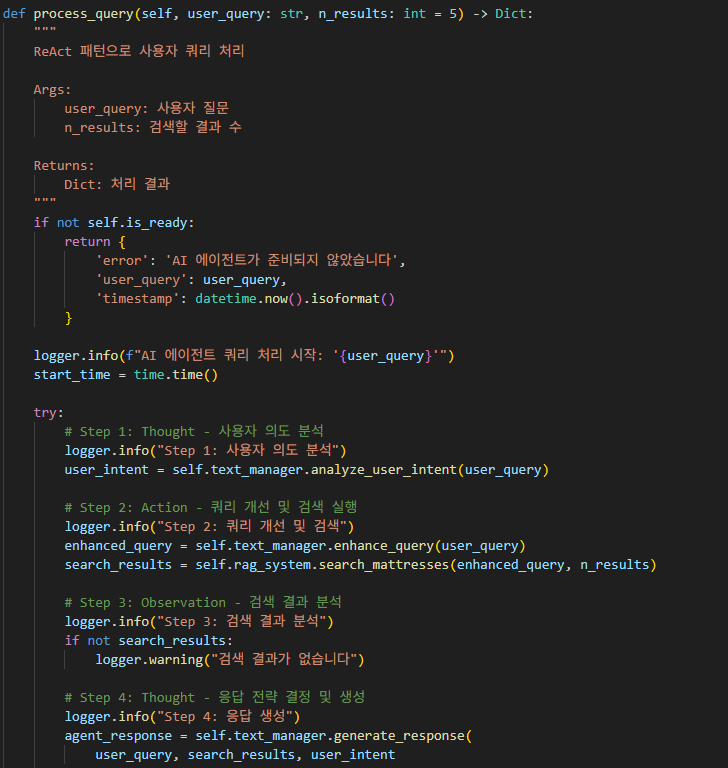 def process_query(self, user_query: str, n_results: int = 5) -> Dict:
"""
ReAct 패턴으로 사용자 쿼리 처리
Args:
user_query: 사용자 질문
n_results: 검색할 결과 수
Returns:
Dict: 처리 결과
"""
if not self.is_ready:
return {
'error': 'AI 에이전트가 준비되지 않았습니다',
'user_query': user_query,
'timestamp': datetime.now().isoformat()
}
logger.info(f"AI 에이전트 쿼리 처리 시작: '{user_query}'")
start_time = time.time()
try:
# Step 1: Thought - 사용자 의도 분석
logger.info("Step 1: 사용자 의도 분석")
user_intent = self.text_manager.analyze_user_intent(user_query)
# Step 2: Action - 쿼리 개선 및 검색 실행
logger.info("Step 2: 쿼리 개선 및 검색")
enhanced_query = self.text_manager.enhance_query(user_query)
search_results = self.rag_system.search_mattresses(enhanced_query, n_results)
# Step 3: Observation - 검색 결과 분석
logger.info("Step 3: 검색 결과 분석")
if not search_results:
logger.warning("검색 결과가 없습니다")
# Step 4: Thought - 응답 전략 결정 및 생성
logger.info("Step 4: 응답 생성")
agent_response = self.text_manager.generate_response(
user_query, search_results, user_intent